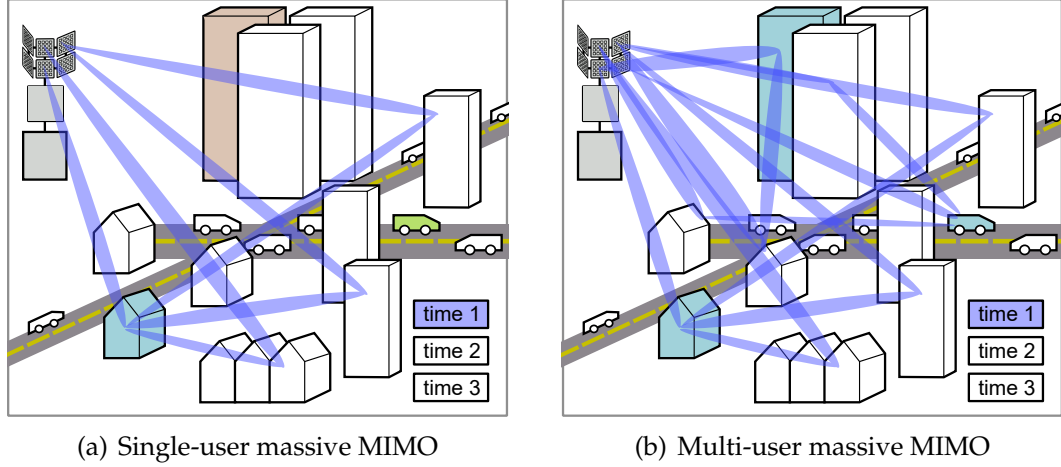 time 1
time 2
time 3
time 1
time 2
time 3
(a) Single-user massive MIMO
(b) Multi-user massive MIMO